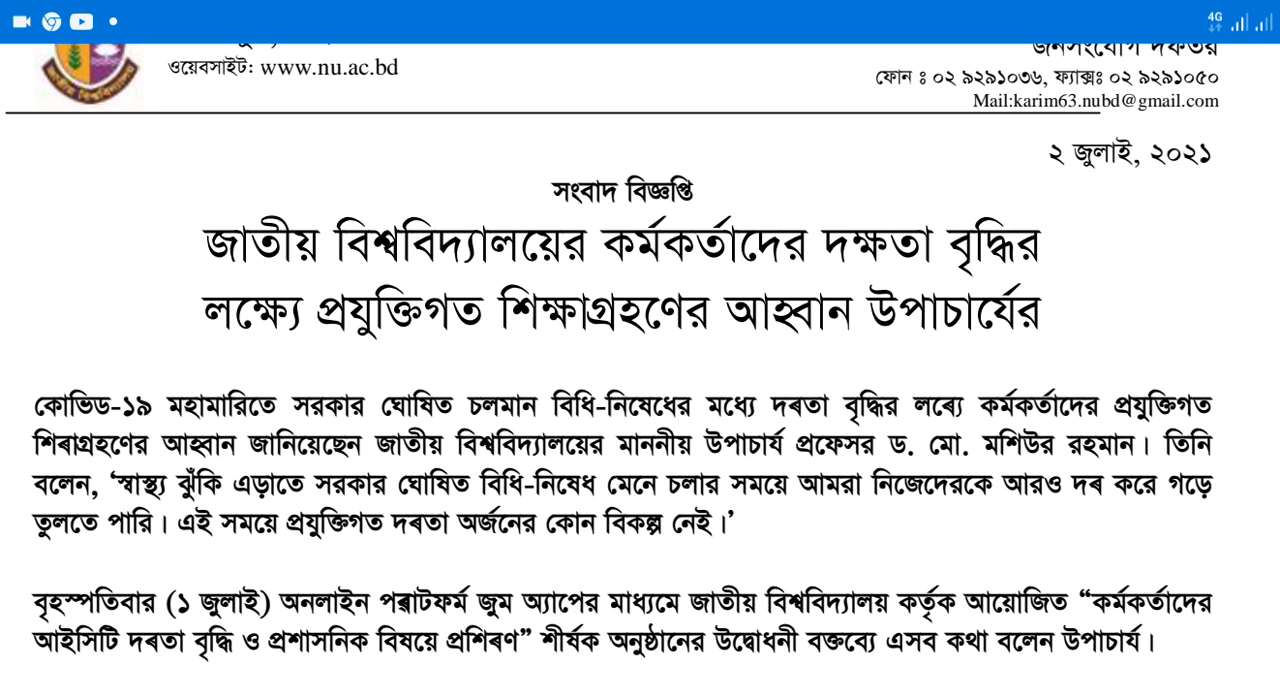 4G
ওয়েবসাইট: www.nu.ac.bd
জনসংযোগ দফতর
ফোন ঃ ০২ ৯২৯১০৩৬, ফ্যাক্সঃ ০২ ৯২৯১০৫০
Mail:karim63.nubd@gmail.com
২ জুলাই, ২০২১
সংবাদ বিজ্ঞপ্তি
জাতীয় বিশ্ববিদ্যালয়ের কর্মকর্তাদের দক্ষতা বৃদ্ধির
লক্ষ্যে প্রযুক্তিগত শিক্ষাগ্রহণের আহ্বান উপাচার্যের
কোভিড-১৯ মহামারিতে সরকার ঘোষিত চলমান বিধি-নিষেধের মধ্যে দৰতা বৃদ্ধির লৰ্যে কর্মকর্তাদের প্রযুক্তিগত
শিৰাগ্রহণের আহ্বান জানিয়েছেন জাতীয় বিশ্ববিদ্যালয়ের মাননীয় উপাচার্য প্রফেসর ড. মো. মশিউর রহমান। তিনি
বলেন, ‘স্বাস্থ্য ঝুঁকি এড়াতে সরকার ঘোষিত বিধি-নিষেধ মেনে চলার সময়ে আমরা নিজেদেরকে আরও দৰ করে গড়ে
তুলতে পারি। এই সময়ে প্রযুক্তিগত দৰতা অর্জনের কোন বিকল্প নেই।’
বৃহস্পতিবার (১ জুলাই) অনলাইন পৱাটফর্ম জুম অ্যাপের মাধ্যমে জাতীয় বিশ্ববিদ্যালয় কর্তৃক আয়োজিত “কর্মকর্তাদের
আইসিটি দৰতা বৃদ্ধি ও প্রশাসনিক বিষয়ে প্রশিৰণ” শীর্ষক অনুষ্ঠানের উদ্বোধনী বক্তব্যে এসব কথা বলেন উপাচার্য।